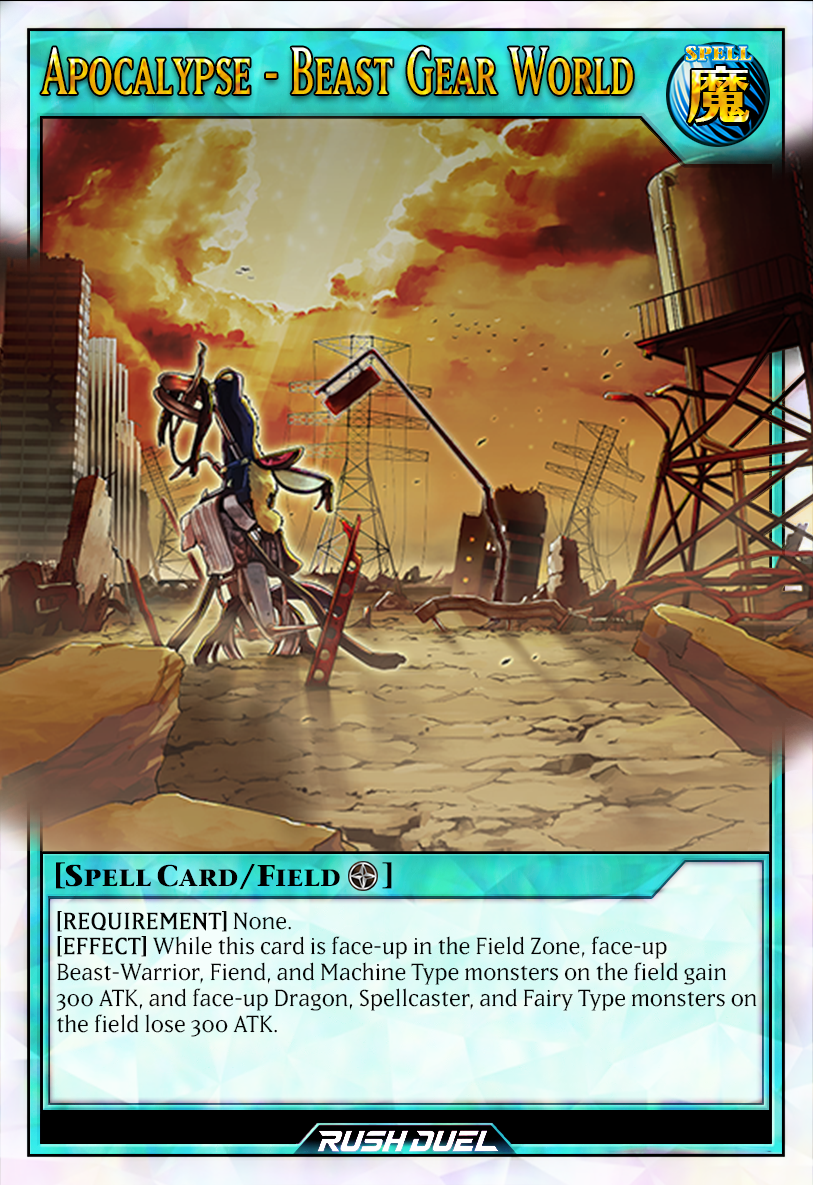 Apocalypse - Beast Gear World
SPELL
魔
[Spell Card/Field]
[REQUIREMENT] None.
[EFFECT] While this card is face-up in the Field Zone, face-up
Beast-Warrior, Fiend, and Machine Type monsters on the field gain
300 ATK, and face-up Dragon, Spellcaster, and Fairy Type monsters on
the field lose 300 ATK.
RUSH DUEL